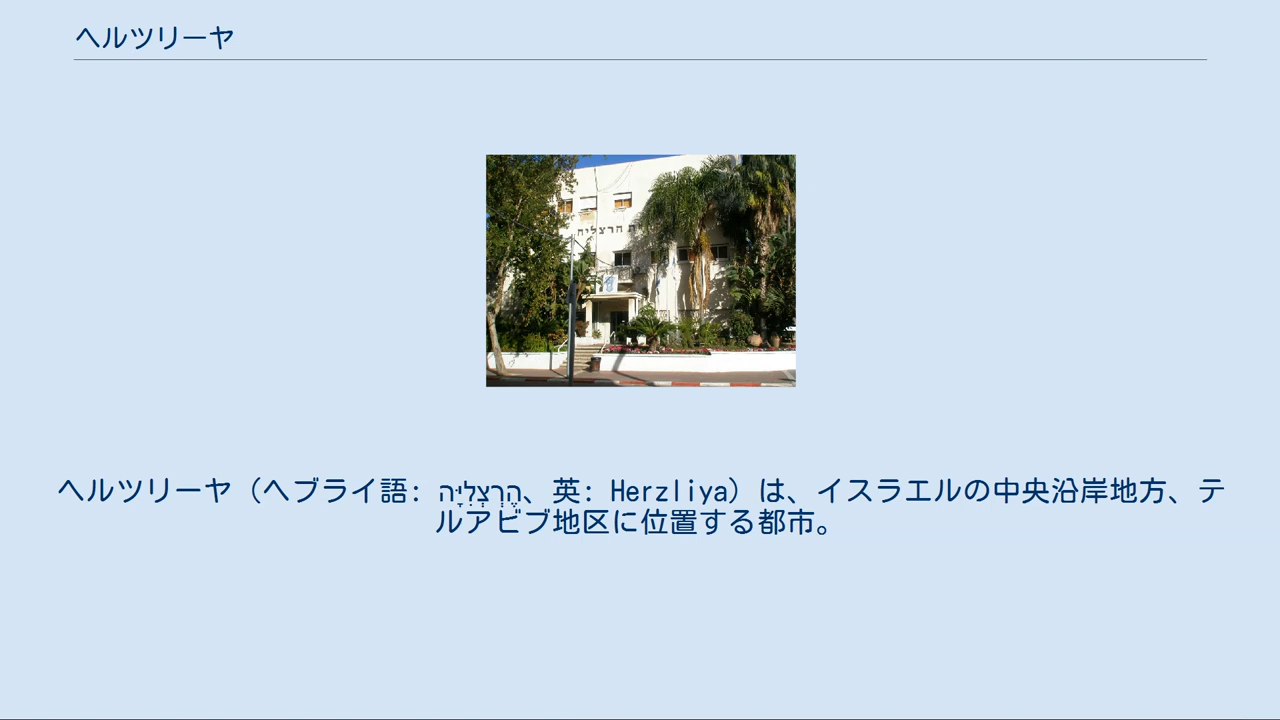 ヘルツリーヤ
ת הרצליה
ヘルツリーヤ（ヘブライ語: הֶרְצְלִיָּה、英: Herzliya）は、イスラエルの中央沿岸地方、テ
ルアビブ地区に位置する都市。